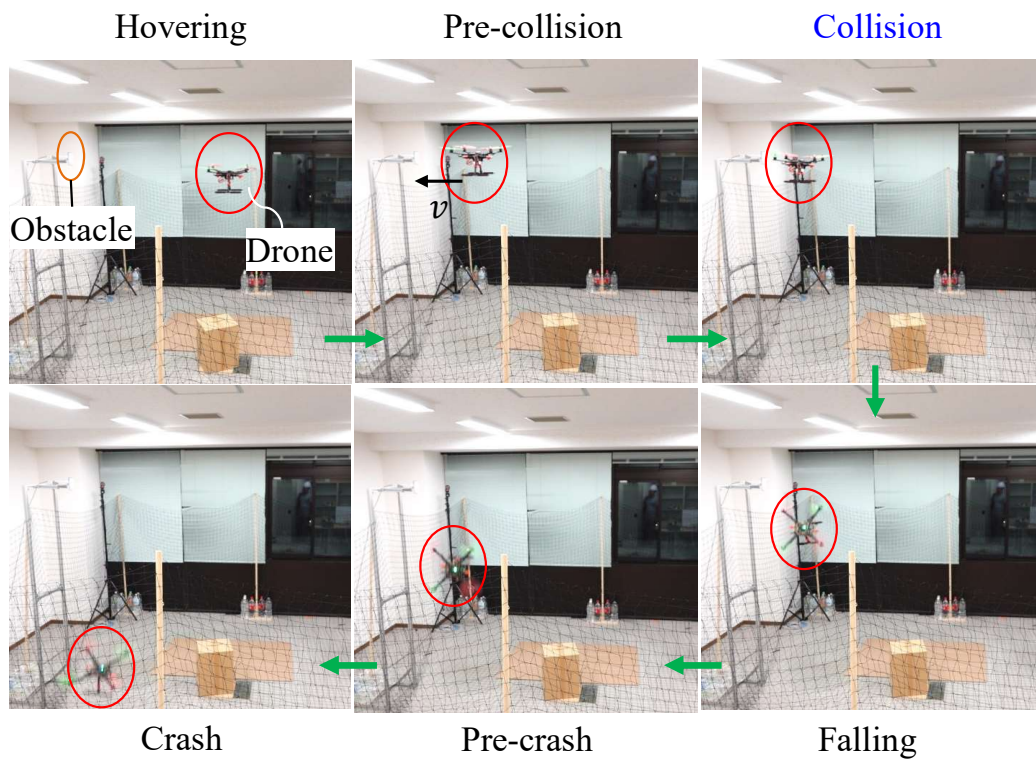 Hovering
Pre-collision
Collision
Obstacle
Drone
v
Crash
Pre-crash
Falling